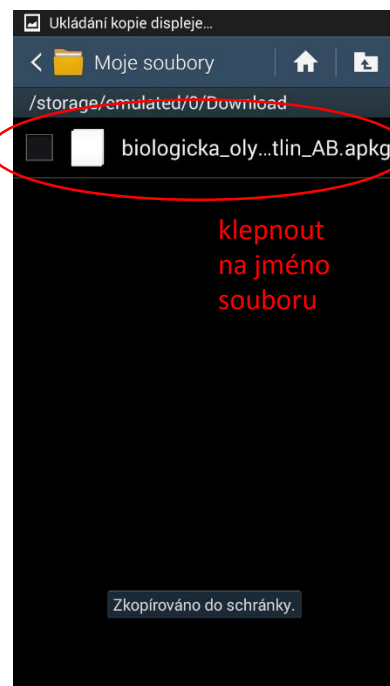 Ukládání kopie displeje...
Moje soubory
/storage/emulated/0/Download
biologicka_oly...tlin_AB.apkg
klepnout
na jméno
souboru
Zkopírováno do schránky.